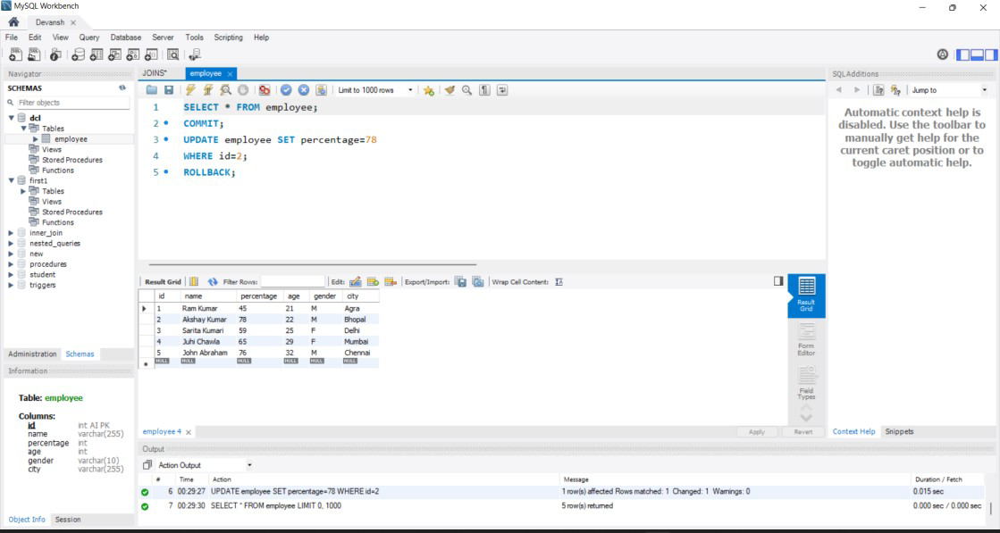 MySQL Workbench
Devansh
File Edit View Query Database Server Tools Scripting Help
Navigator
SCHEMAS
Filter objects
dcl
Tables
employee
Views
Stored Procedures
Functions
first1
Tables
Views
Stored Procedures
Functions
inner_join
nested_queries
new
procedures
student
triggers
Administration Schemas
Information
Table: employee
Columns:
id int AI PK
name varchar(255)
percentage int
age int
gender varchar(10)
city varchar(255)
Object Info Session
JOINS* employee
Limit to 1000 rows
1 SELECT * FROM employee;
2 COMMIT;
3 UPDATE employee SET percentage=78
4 WHERE id=2;
5 ROLLBACK;
Result Grid Filter Rows: Edit: Export/Import: Wrap Cell Content:
id name percentage age gender city
1 Ram Kumar 45 21 M Agra
2 Akshay Kumar 78 22 M Bhopal
3 Sarita Kumari 59 25 F Delhi
4 Juhi Chawla 65 29 F Mumbai
5 John Abraham 76 32 M Chennai
NULL NULL NULL NULL NULL NULL
Result
Grid
Form
Editor
Field
Types
employee 4 Apply Revert
Output
Action Output
# Time Action Message Duration / Fetch
6 00:29:27 UPDATE employee SET percentage=78 WHERE id=2 1 row(s) affected Rows matched: 1 Changed: 1 Warnings: 0 0.015 sec
7 00:29:30 SELECT * FROM employee LIMIT 0, 1000 5 row(s) returned 0.000 sec / 0.000 sec
SQLAdditions
Jump to
Automatic context help is
disabled. Use the toolbar to
manually get help for the
current caret position or to
toggle automatic help.
Context Help Snippets